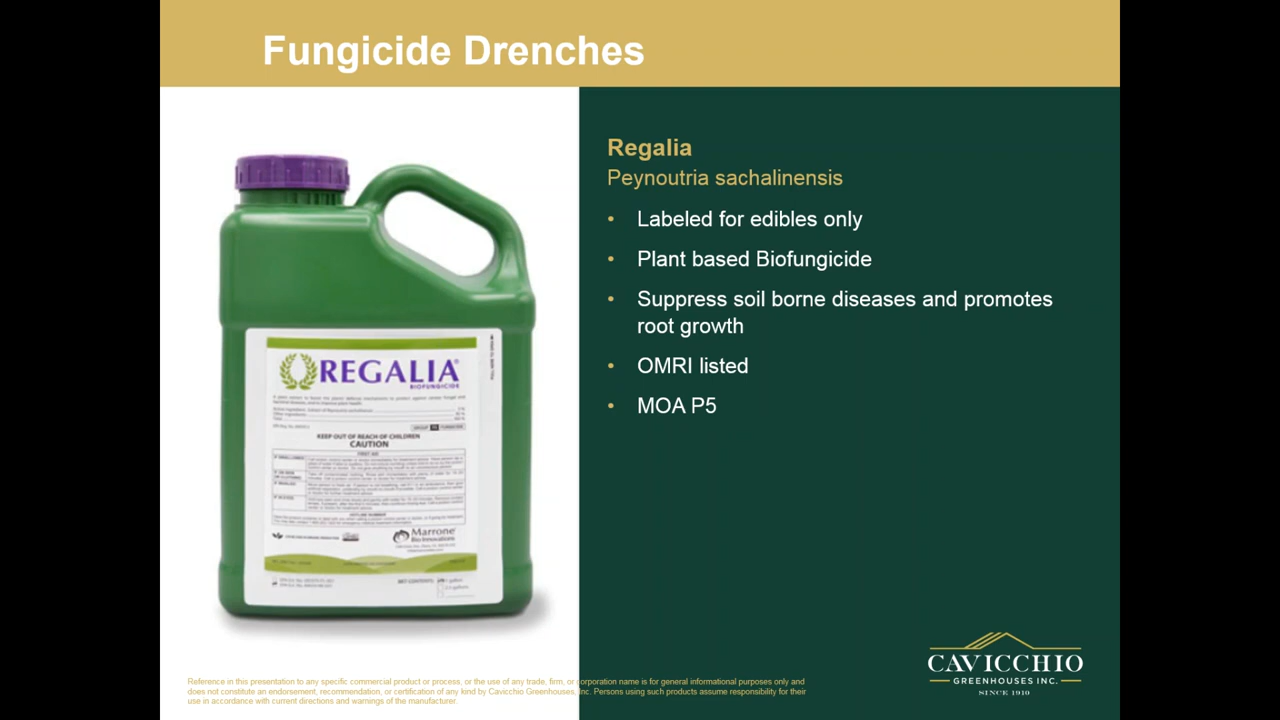 Fungicide Drenches
Regalia
Peynoutria sachalinensis
• Labeled for edibles only
• Plant based Biofungicide
• Suppress soil borne diseases and promotes
root growth
• OMRI listed
• MOA P5
REGALIA
BIOFUNGICIDE
KEEP OUT OF REACH OF CHILDREN
CAUTION
FIRST AID
Marrone
Bio Innovations
CAVICCHIO
GREENHOUSES INC.
SINCE 1910
Reference in this presentation to any specific commercial product or process, or the use of any trade, firm, or corporation name is for general informational purposes only and
does not constitute an endorsement, recommendation, or certification of any kind by Cavicchio Greenhouses, Inc. Persons using such products assume responsibility for their
use in accordance with current directions and warnings of the manufacturer.